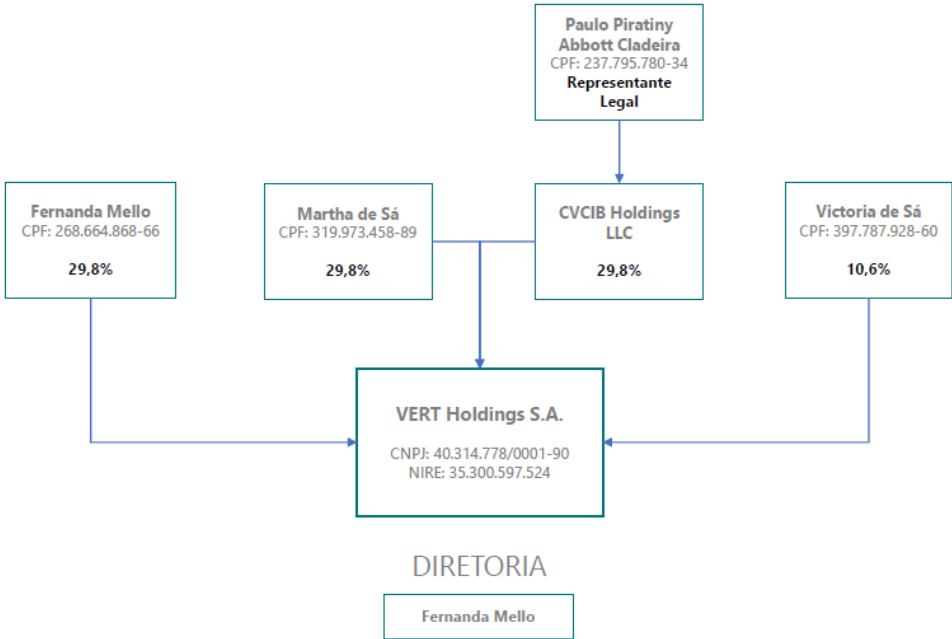 Paulo Piratiny
Abbott Cladeira
CPF: 237.795.780-34
Representante
Legal
Fernanda Mello
CPF: 268.664.868-66
29,8%
Martha de Sá
CPF: 319.973.458-89
29,8%
CVCIB Holdings
LLC
29,8%
Victoria de Sá
CPF: 397.787.928-60
10,6%
VERT Holdings S.A.
CNPJ: 40.314.778/0001-90
NIRE: 35.300.597.524
DIRETORIA
Fernanda Mello